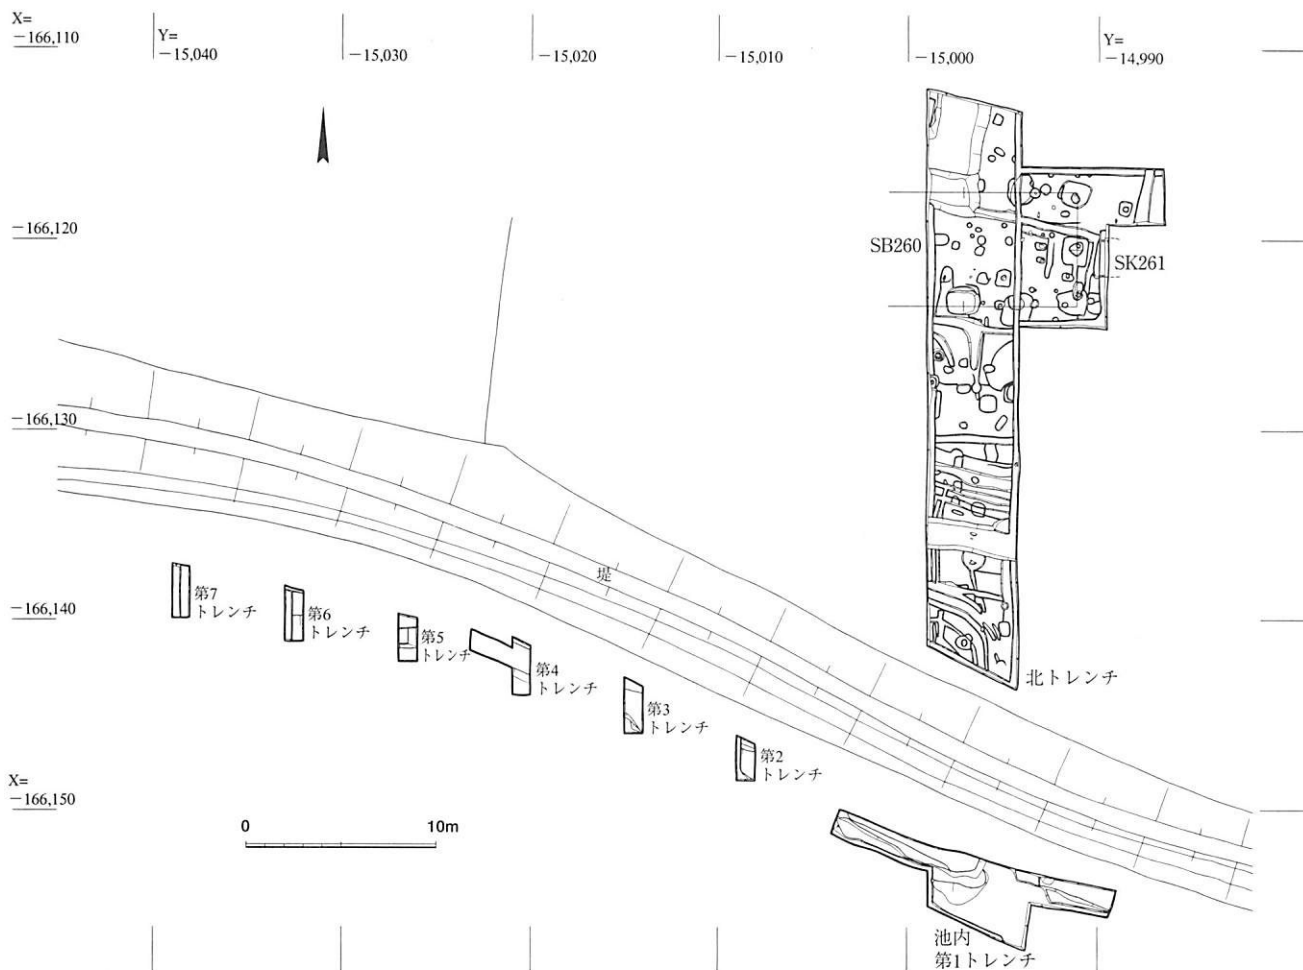 X=
－166,110
Y=
－15,040
－15,030
－15,020
－15,010
－15,000
Y=
－14,990
－166,120
SB260
SK261
－166,130
堤
第7
トレンチ
－166,140
第6
トレンチ
第5
トレンチ
第4
トレンチ
第3
トレンチ
北トレンチ
第2
トレンチ
X=
－166,150
0
10m
池内
第1トレンチ